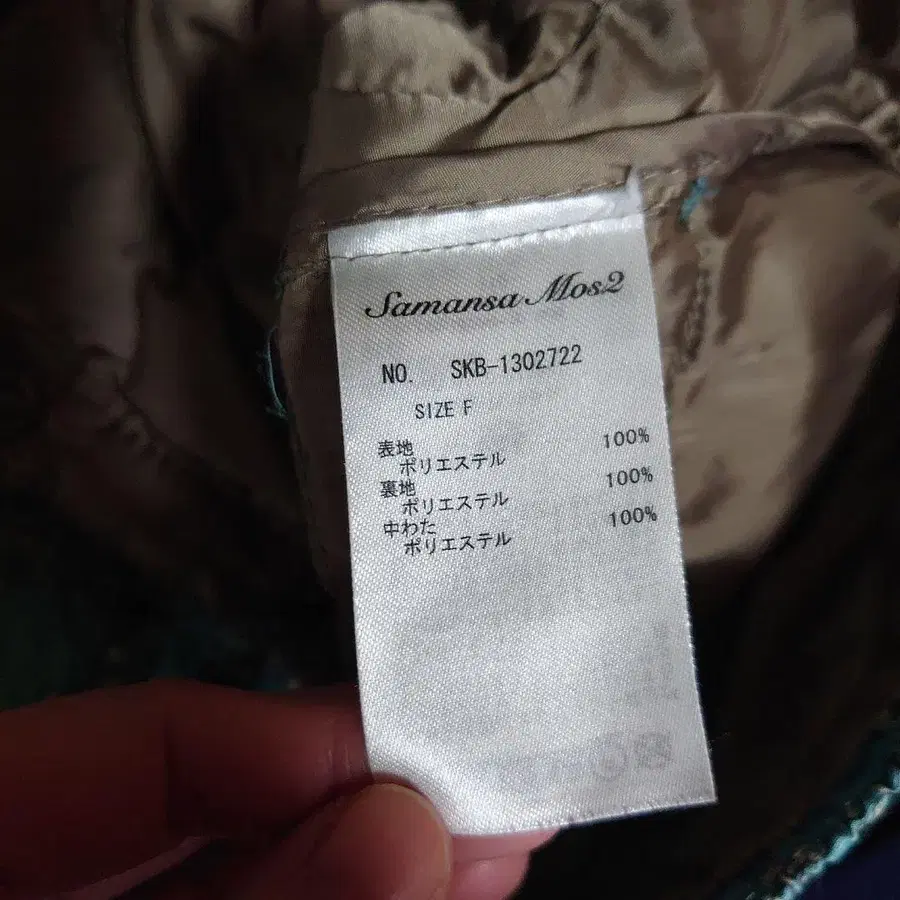 Samansa Mos2
NO. SKB-1302722
SIZE F
表地 100%
ポリエステル
裏地 100%
ポリエステル
中わた 100%
ポリエステル